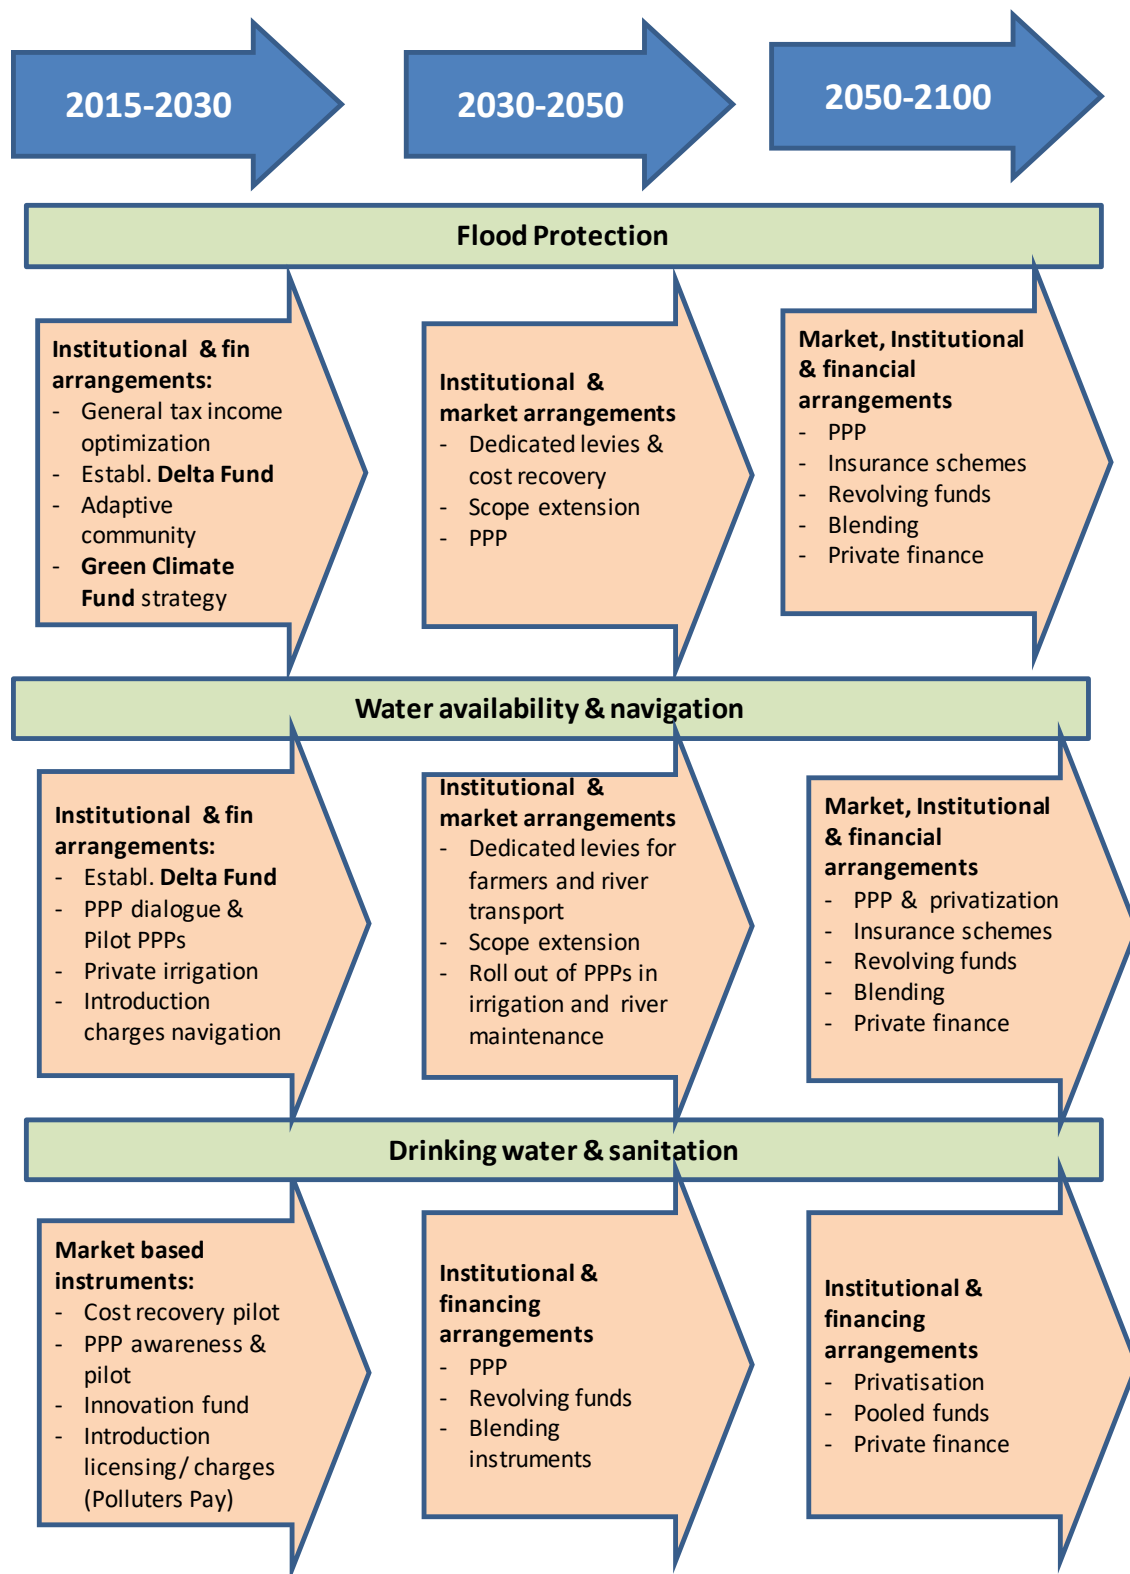 2015-2030
2030-2050
2050-2100
Flood Protection
Institutional & fin
arrangements:
- General tax income
optimization
- Establ. Delta Fund
- Adaptive
community
- Green Climate
Fund strategy
Institutional &
market arrangements
- Dedicated levies &
cost recovery
- Scope extension
- PPP
Market, Institutional
& financial
arrangements
- PPP
- Insurance schemes
- Revolving funds
- Blending
- Private finance
Water availability & navigation
Institutional & fin
arrangements:
- Establ. Delta Fund
- PPP dialogue &
Pilot PPPs
- Private irrigation
- Introduction
charges navigation
Institutional &
market arrangements
- Dedicated levies for
farmers and river
transport
- Scope extension
- Roll out of PPPs in
irrigation and river
maintenance
Market, Institutional
& financial
arrangements
- PPP & privatization
- Insurance schemes
- Revolving funds
- Blending
- Private finance
Drinking water & sanitation
Market based
instruments:
- Cost recovery pilot
- PPP awareness &
pilot
- Innovation fund
- Introduction
licensing/ charges
(Polluters Pay)
Institutional &
financing
arrangements
- PPP
- Revolving funds
- Blending
instruments
Institutional &
financing
arrangements
- Privatisation
- Pooled funds
- Private finance